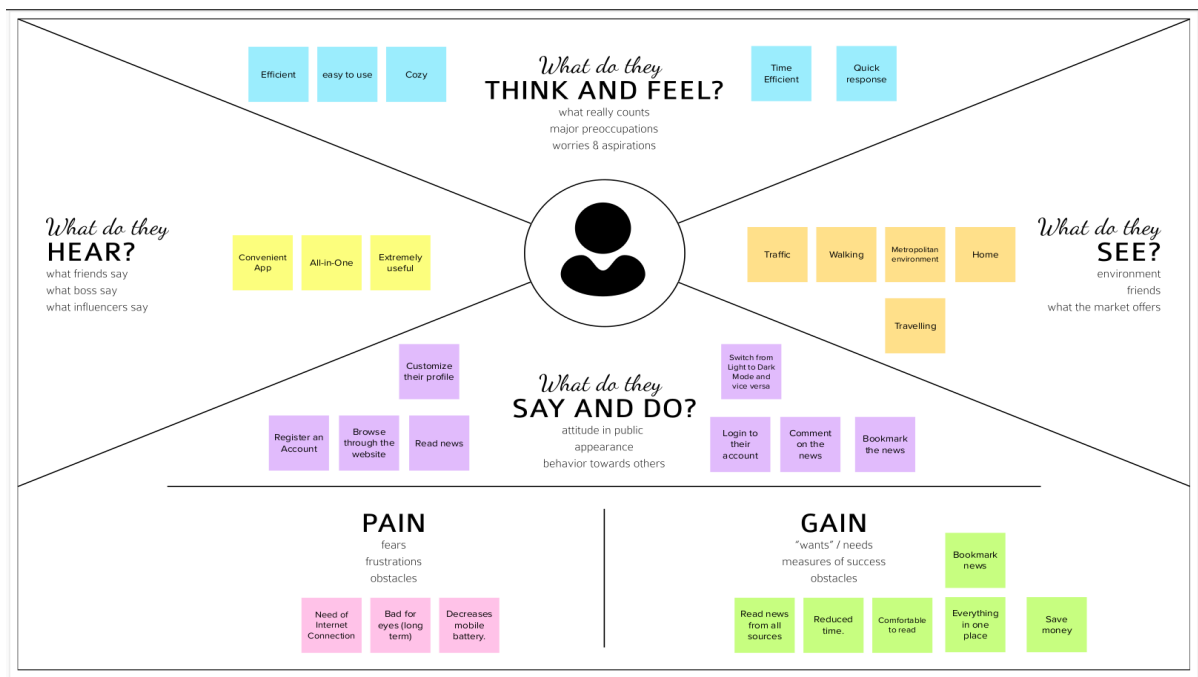 What do they
THINK AND FEEL?
what really counts
major preoccupations
worries & aspirations
Efficient
easy to use
Cozy
Time
Efficient
Quick
response
What do they
HEAR?
what friends say
what boss say
what influencers say
Convenient
App
All-in-One
Extremely
useful
What do they
SEE?
environment
friends
what the market offers
Traffic
Walking
Metropolitan
environment
Home
Travelling
What do they
SAY AND DO?
attitude in public
appearance
behavior towards others
Customize
their profile
Register an
Account
Browse
through the
website
Read news
Switch from
Light to Dark
Mode and
vice versa
Login to
their
account
Comment
on the
news
Bookmark
the news
PAIN
fears
frustrations
obstacles
Need of
Internet
Connection
Bad for
eyes (long
term)
Decreases
mobile
battery.
GAIN
"wants" / needs
measures of success
obstacles
Bookmark
news
Read news
from all
sources
Reduced
time.
Comfortable
to read
Everything
in one
place
Save
money